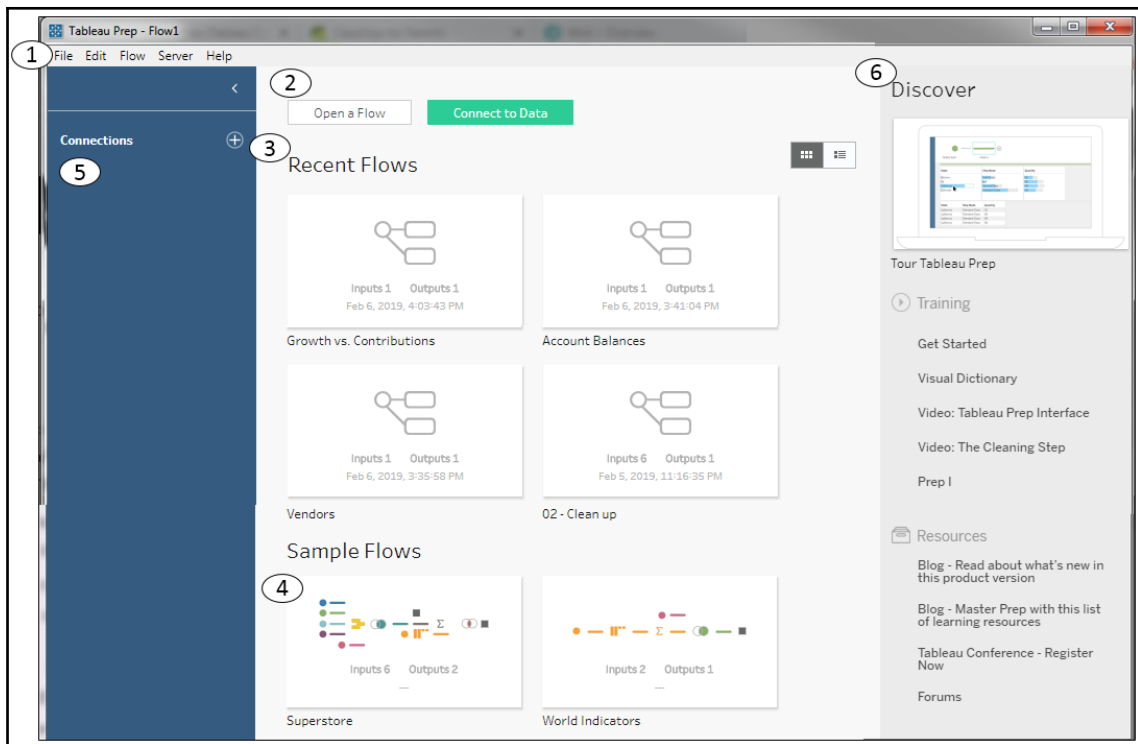 Tableau Prep - Flow1
1
File Edit Flow Server Help
2
Open a Flow Connect to Data
Connections
3
5
Recent Flows
Inputs 1 Outputs 1
Feb 6, 2019, 4:03:43 PM
Growth vs. Contributions
Inputs 1 Outputs 1
Feb 6, 2019, 3:41:04 PM
Account Balances
Inputs 1 Outputs 1
Feb 6, 2019, 3:35:58 PM
Vendors
Inputs 6 Outputs 1
Feb 5, 2019, 11:16:35 PM
02 - Clean up
Sample Flows
4
Σ
Inputs 6 Outputs 2
Superstore
Σ
Inputs 2 Outputs 1
World Indicators
6
Discover
Tour Tableau Prep
Training
Get Started
Visual Dictionary
Video: Tableau Prep Interface
Video: The Cleaning Step
Prep I
Resources
Blog - Read about what's new in
this product version
Blog - Master Prep with this list
of learning resources
Tableau Conference - Register
Now
Forums